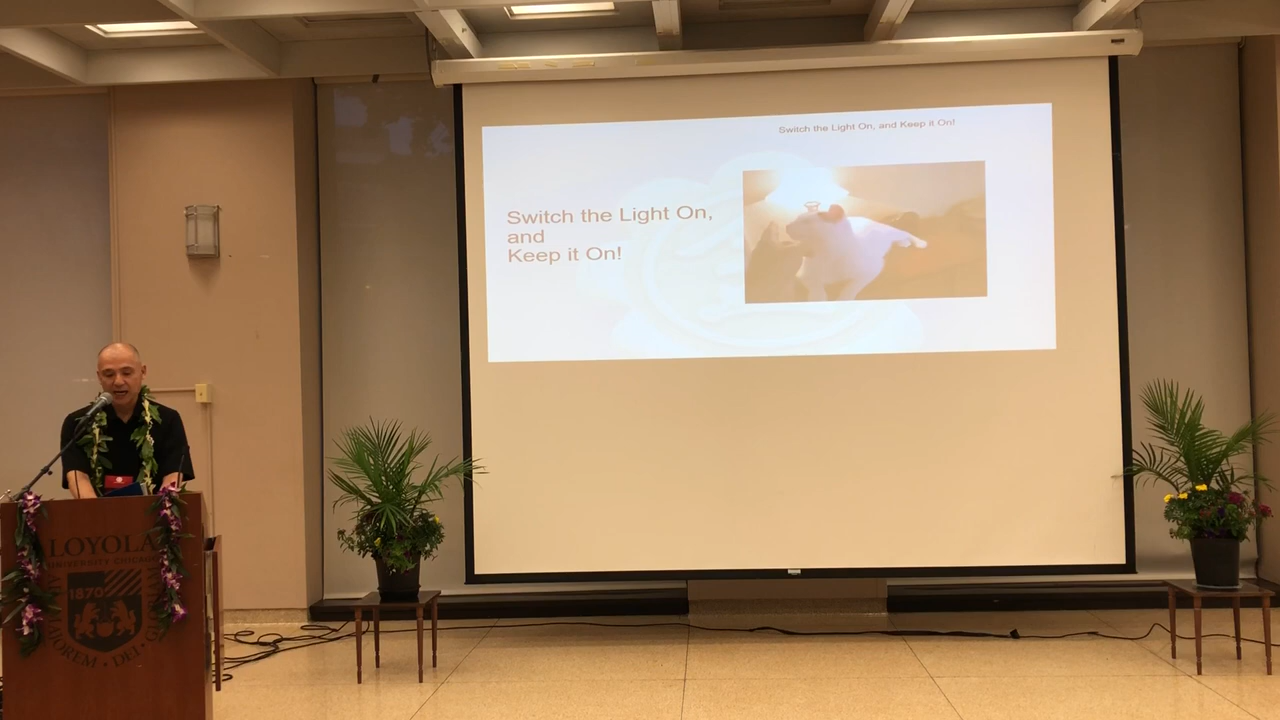 Switch the Light On, and Keep it On!
Switch the Light On,
and
Keep it On!
LOYOLA
UNIVERSITY CHICAGO
1870